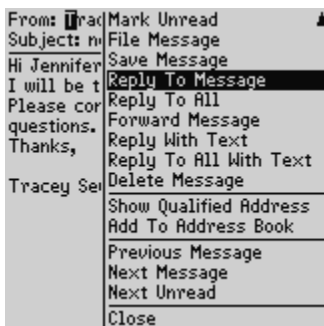 From: Trac
Subject: n
Hi Jennifer
I will be t
Please con
questions.
Thanks,
Tracey Se
Mark Unread
File Message
Save Message
Reply To Message
Reply To All
Forward Message
Reply With Text
Reply To All With Text
Delete Message
Show Qualified Address
Add To Address Book
Previous Message
Next Message
Next Unread
Close